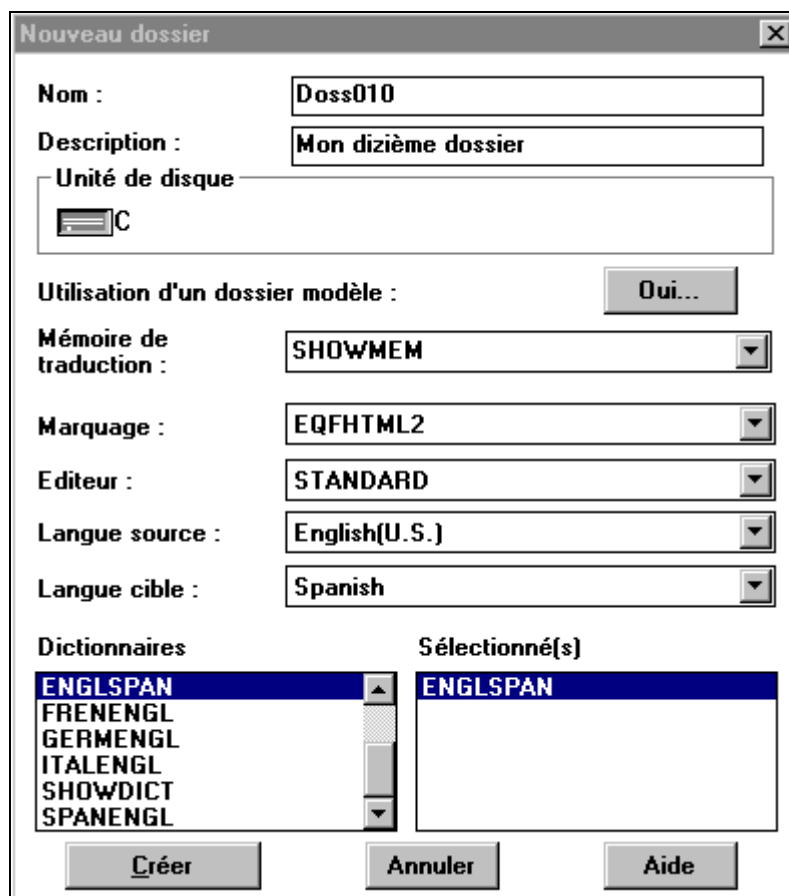 Nouveau dossier
Nom : Doss010
Description : Mon dizième dossier
Unité de disque
C
Utilisation d'un dossier modèle : Oui...
Mémoire de
traduction : SHOWMEM
Marquage : EQFHTML2
Editeur : STANDARD
Langue source : English(U.S.)
Langue cible : Spanish
Dictionnaires Sélectionné(s)
ENGLSPAN ENGLSPAN
FRENENGL
GERMENGL
ITALENGL
SHOWDICT
SPANENGL
Créer Annuler Aide